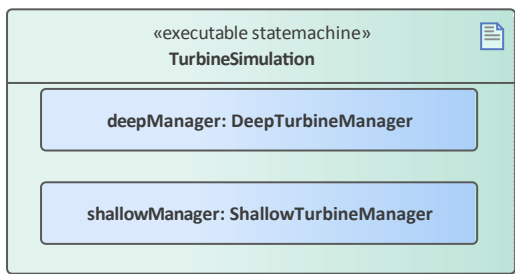 «executable statemachine»
TurbineSimulation
deepManager: DeepTurbineManager
shallowManager: ShallowTurbineManager